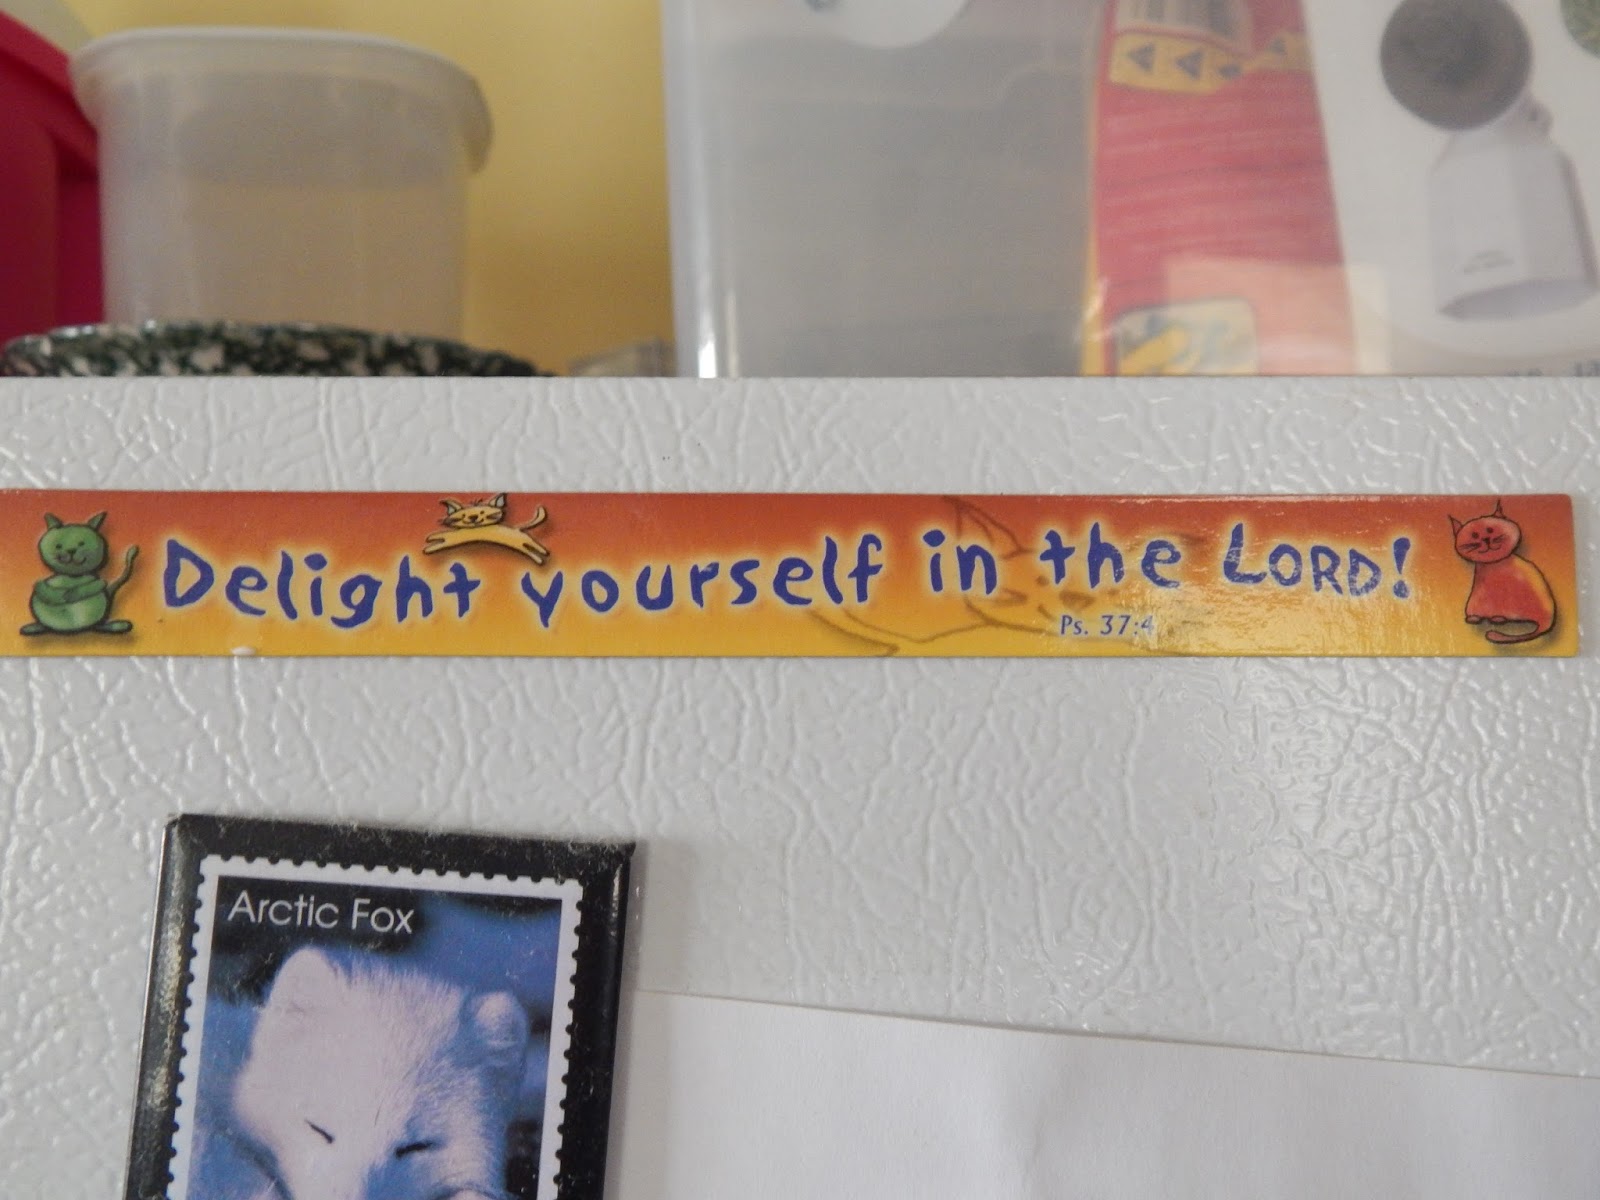 Delight yourself in the LORD!
Ps. 37:4
Arctic Fox